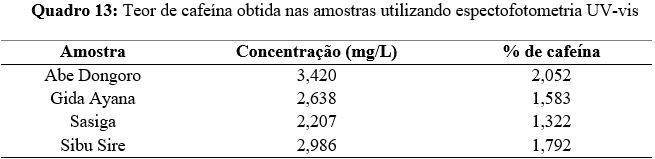 Quadro 13: Teor de cafeína obtida nas amostras utilizando espectofotometria UV-vis
Amostra Concentração (mg/L) % de cafeína
Abe Dongoro 3,420 2,052
Gida Ayana 2,638 1,583
Sasiga 2,207 1,322
Sibu Sire 2,986 1,792